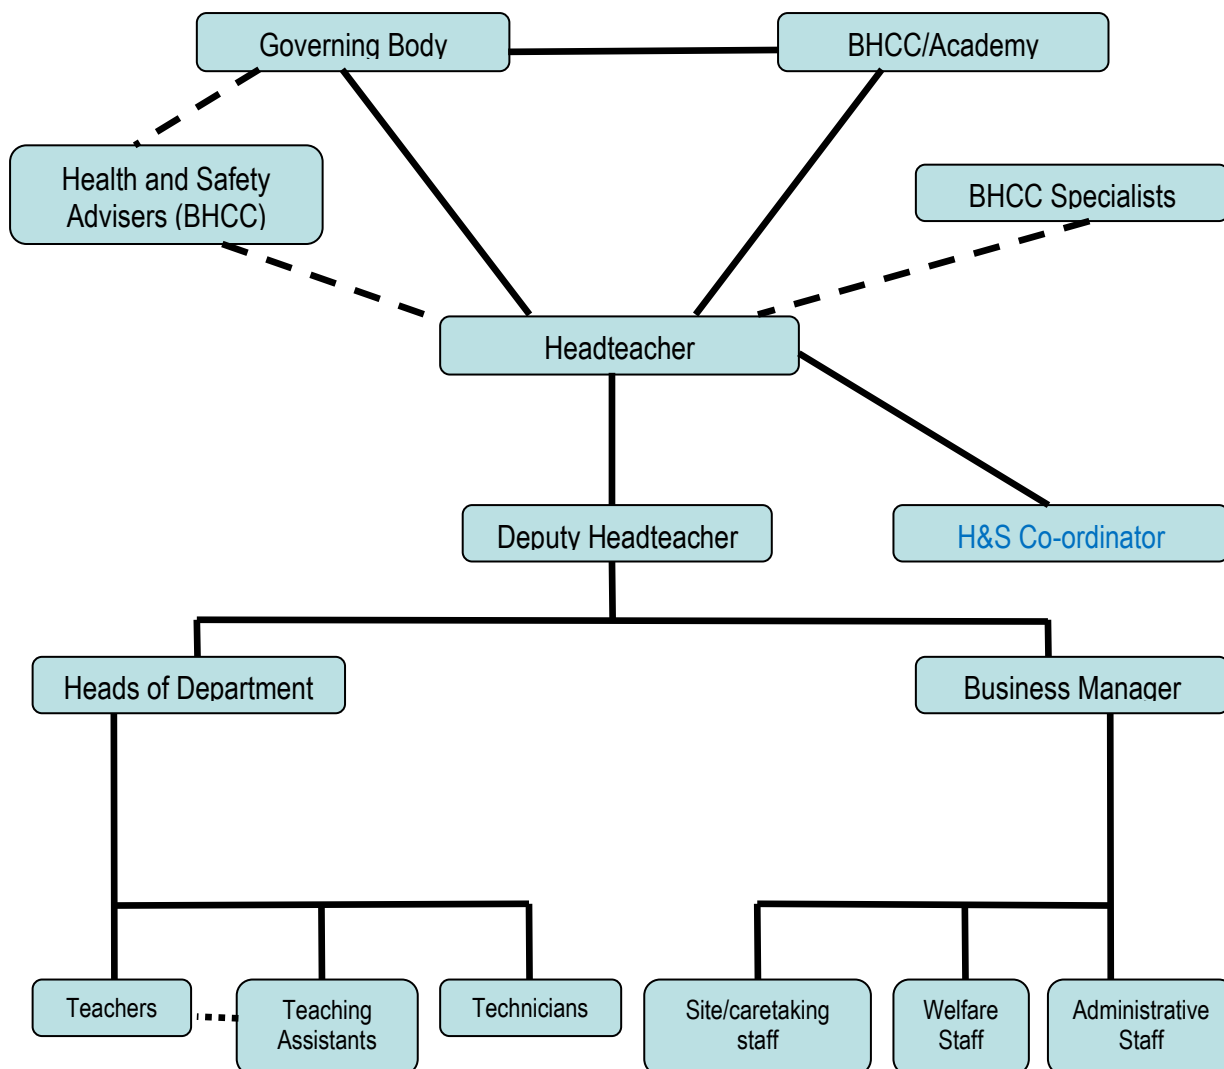 Governing Body
BHCC/Academy
Health and Safety
Advisers (BHCC)
BHCC Specialists
Headteacher
Deputy Headteacher
H&S Co-ordinator
Heads of Department
Business Manager
Teachers
Teaching
Assistants
Technicians
Site/caretaking
staff
Welfare
Staff
Administrative
Staff